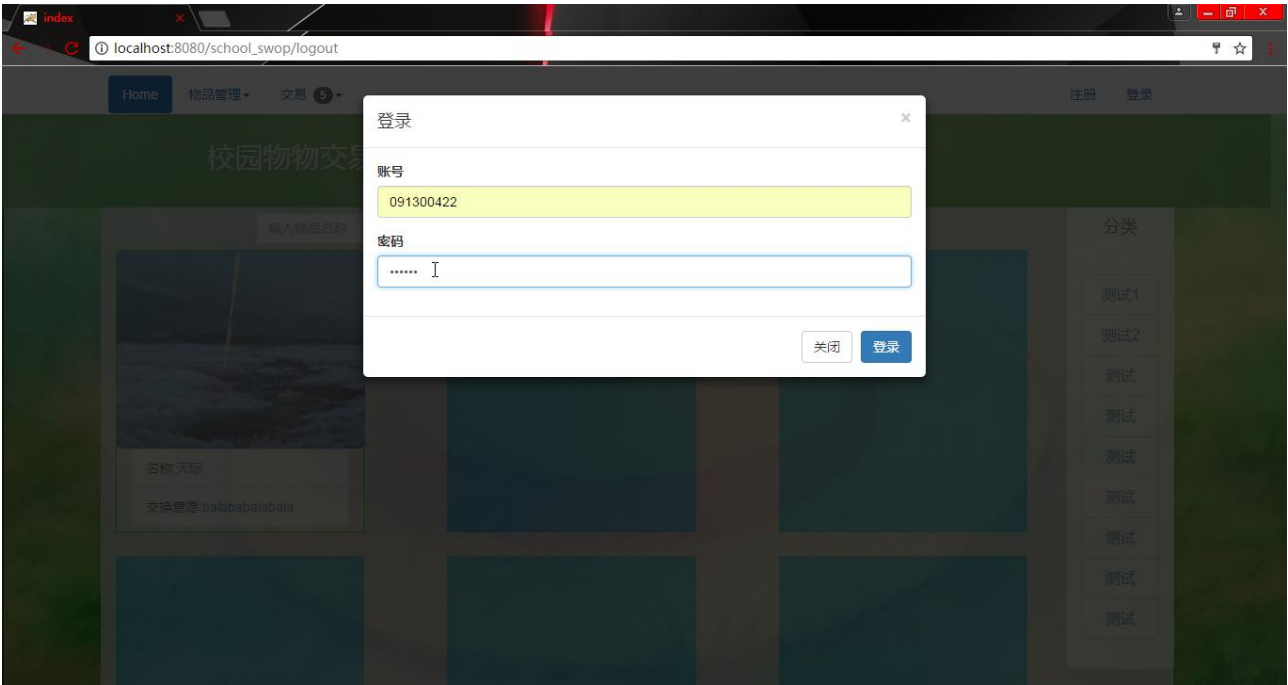 index
localhost:8080/school_swop/logout
Home 物品管理 交易 5 注册 登录
校园物物交易
登录 ×
账号
091300422
密码
••••••
关闭 登录
输入物品名称
名称:天际
交换意愿:balababalabala
分类
测试1
测试2
测试
测试
测试
测试
测试
测试
测试